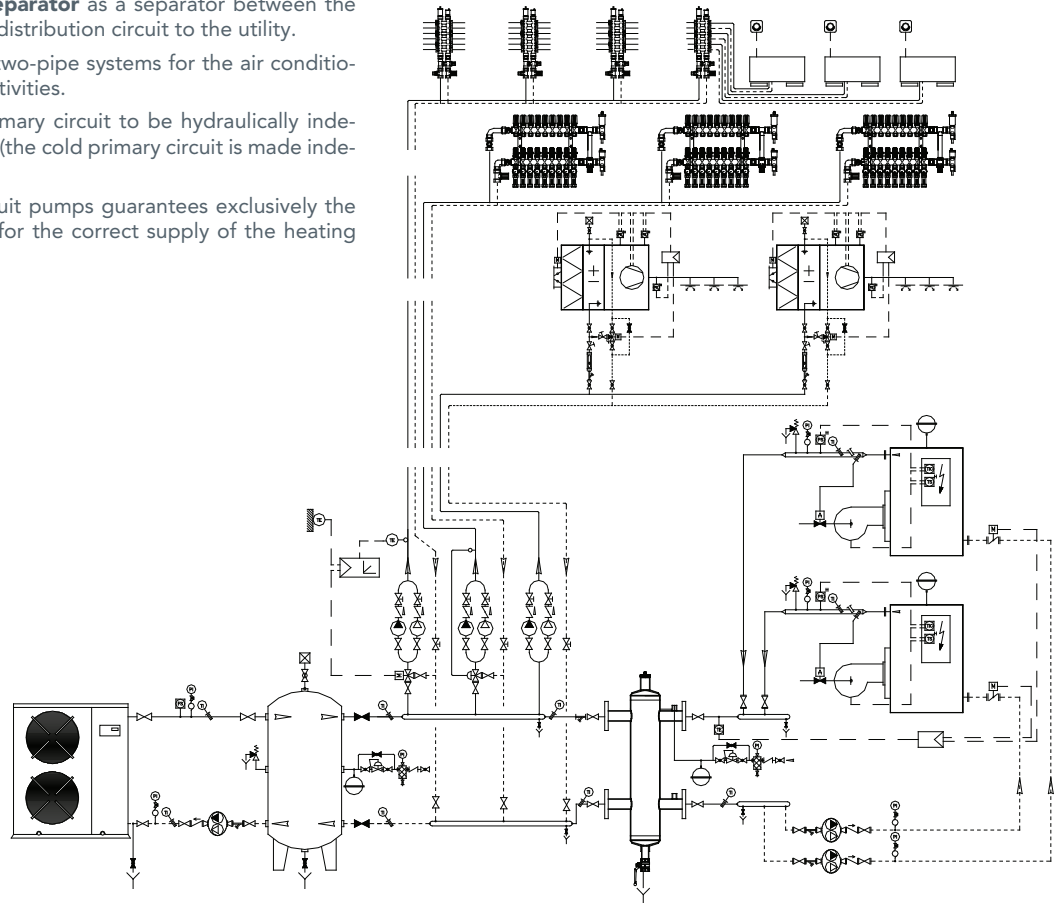 eparator as a separator between the
distribution circuit to the utility.
two-pipe systems for the air conditio-
tivities.
mary circuit to be hydraulically inde-
(the cold primary circuit is made inde-
uit pumps guarantees exclusively the
for the correct supply of the heating